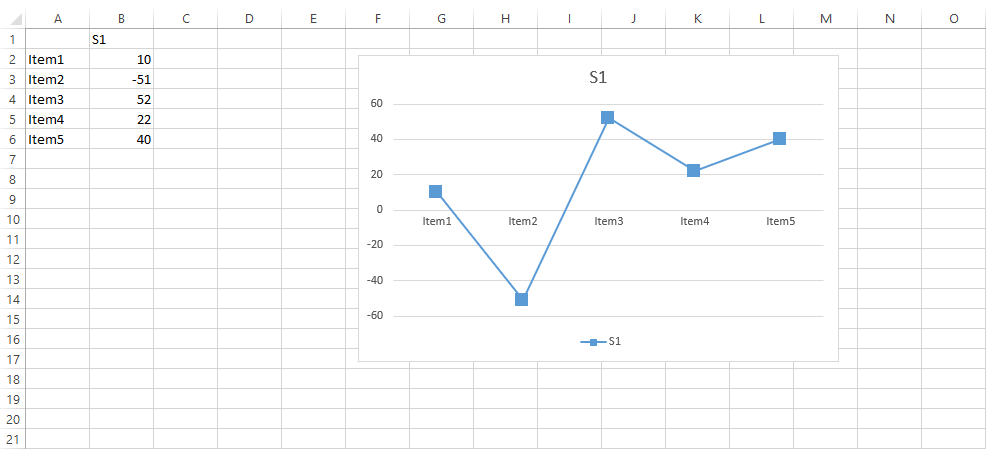 A B C D E F G H I J K L M N O
1 S1
2 Item1 10
3 Item2 -51
4 Item3 52
5 Item4 22
6 Item5 40
7
8
9
10
11
12
13
14
15
16
17
18
19
20
21
S1
60
40
20
0
Item1 Item2 Item3 Item4 Item5
-20
-40
-60
S1